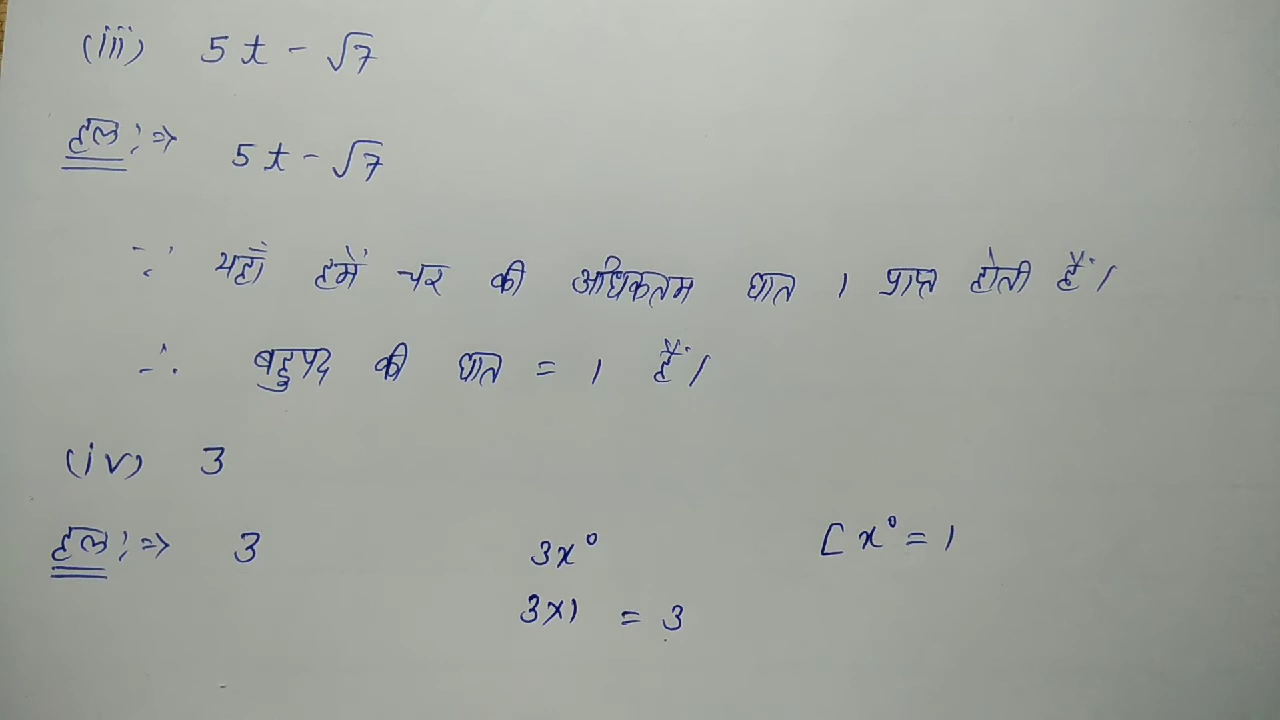 (iii) 5t - √7
हल :⇒ 5t - √7
∵ यहाँ हमें चर की अधिकतम घात 1 प्राप्त होती हैं।
∴ बहुपद की घात = 1 हैं।
(iv) 3
हल :⇒ 3 3x⁰ [x⁰ = 1
3×1 = 3